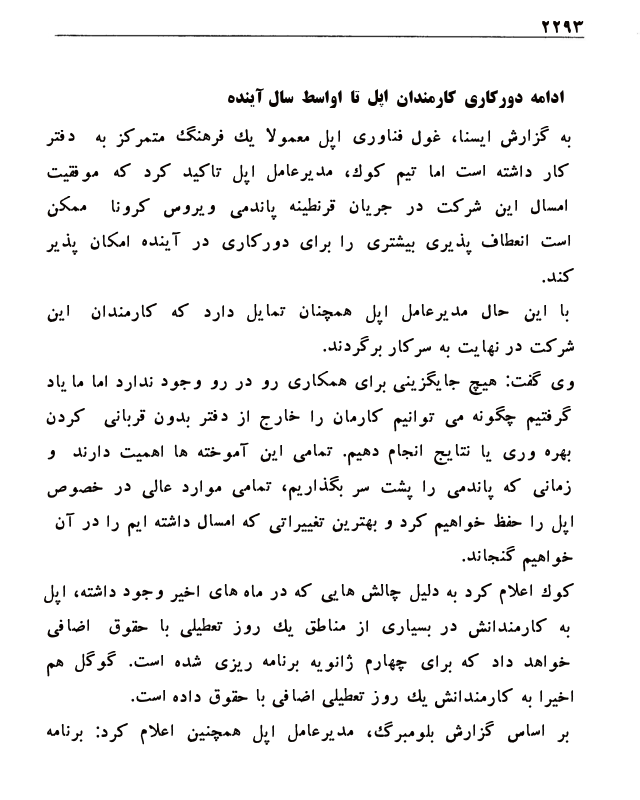 ۲۲۹۳
ادامه دورکاری کارمندان اپل تا اواسط سال آینده
به گزارش ایسنا، غول فناوری اپل معمولا یك فرهنگ متمرکز به دفتر
کار داشته است اما تیم کوك، مدیرعامل اپل تاکید کرد که موفقیت
امسال این شرکت در جریان قرنطینه پاندمی ویروس کرونا ممکن
است انعطاف پذیری بیشتری را برای دورکاری در آینده امکان پذیر
کند.
با این حال مدیرعامل اپل همچنان تمایل دارد که کارمندان این
شرکت در نهایت به سرکار برگردند.
وی گفت: هیچ جایگزینی برای همکاری رو در رو وجود ندارد اما ما یاد
گرفتیم چگونه می توانیم کارمان را خارج از دفتر بدون قربانی کردن
بهره وری یا نتایج انجام دهیم. تمامی این آموخته ها اهمیت دارند و
زمانی که پاندمی را پشت سر بگذاریم، تمامی موارد عالی در خصوص
اپل را حفظ خواهیم کرد و بهترین تغییراتی که امسال داشته ایم را در آن
خواهیم گنجاند.
کوك اعلام کرد به دلیل چالش هایی که در ماه های اخیر وجود داشته، اپل
به کارمندانش در بسیاری از مناطق یك روز تعطیلی با حقوق اضافی
خواهد داد که برای چهارم ژانویه برنامه ریزی شده است. گوگل هم
اخیرا به کارمندانش یك روز تعطیلی اضافی با حقوق داده است.
بر اساس گزارش بلومبرگ، مدیرعامل اپل همچنین اعلام کرد: برنامه